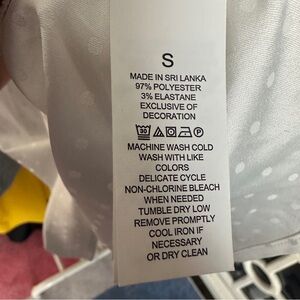 S
MADE IN SRI LANKA
97% POLYESTER
3% ELASTANE
EXCLUSIVE OF
DECORATION
30 P
MACHINE WASH COLD
WASH WITH LIKE
COLORS
DELICATE CYCLE
NON-CHLORINE BLEACH
WHEN NEEDED
TUMBLE DRY LOW
REMOVE PROMPTLY
COOL IRON IF
NECESSARY
OR DRY CLEAN